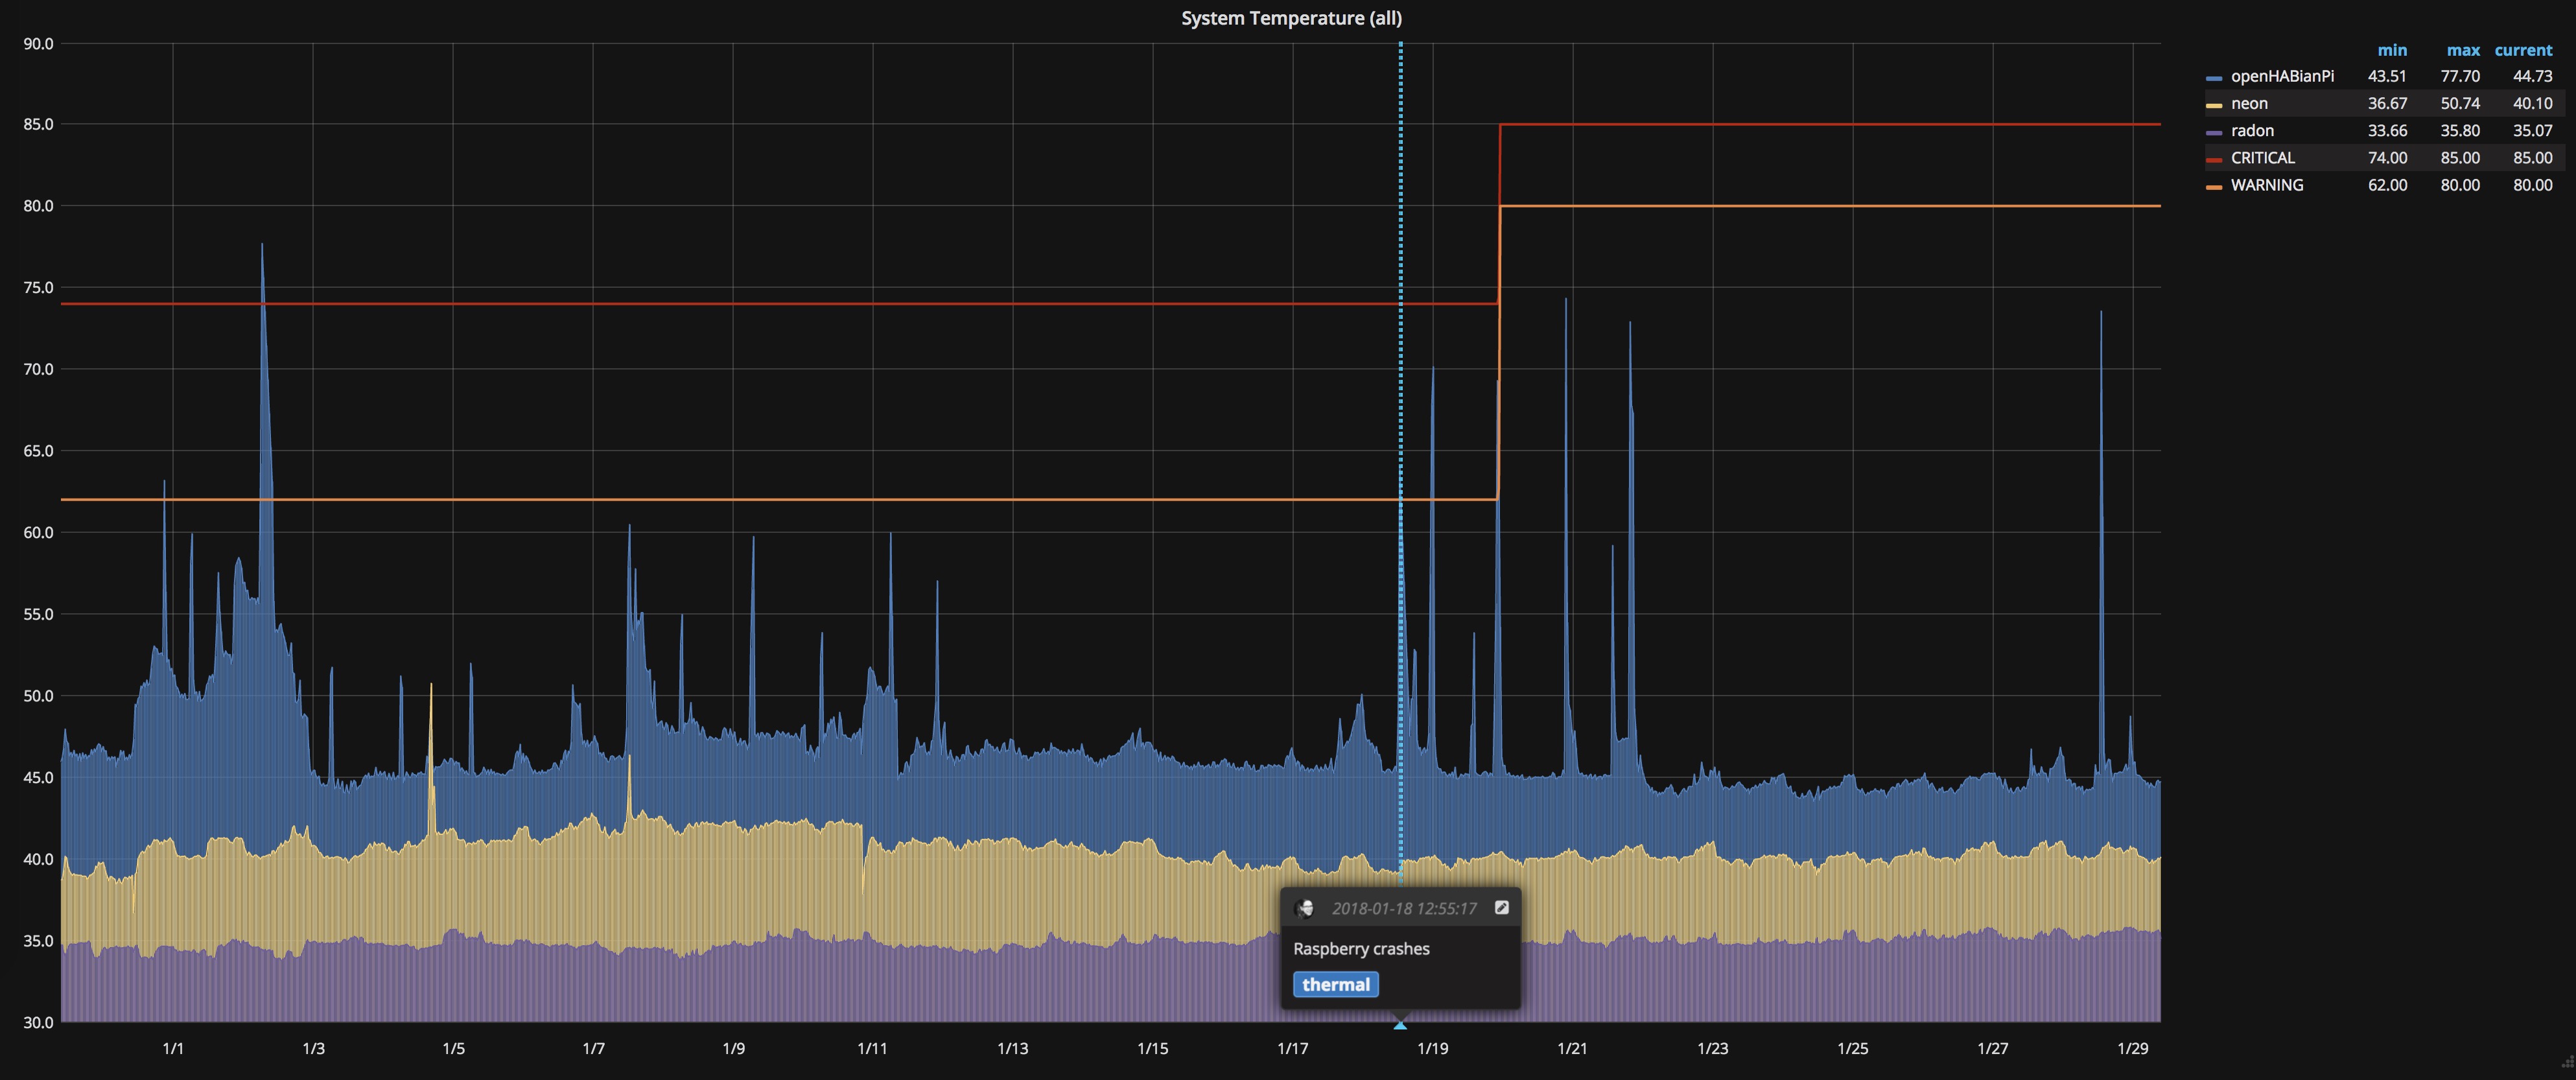 System Temperature (all)
90.0
85.0
80.0
75.0
70.0
65.0
60.0
55.0
50.0
45.0
40.0
35.0
30.0
1/1 1/3 1/5 1/7 1/9 1/11 1/13 1/15 1/17 1/19 1/21 1/23 1/25 1/27 1/29
2018-01-18 12:55:17
Raspberry crashes
thermal
min max current
openHABianPi 43.51 77.70 44.73
neon 36.67 50.74 40.10
radon 33.66 35.80 35.07
CRITICAL 74.00 85.00 85.00
WARNING 62.00 80.00 80.00